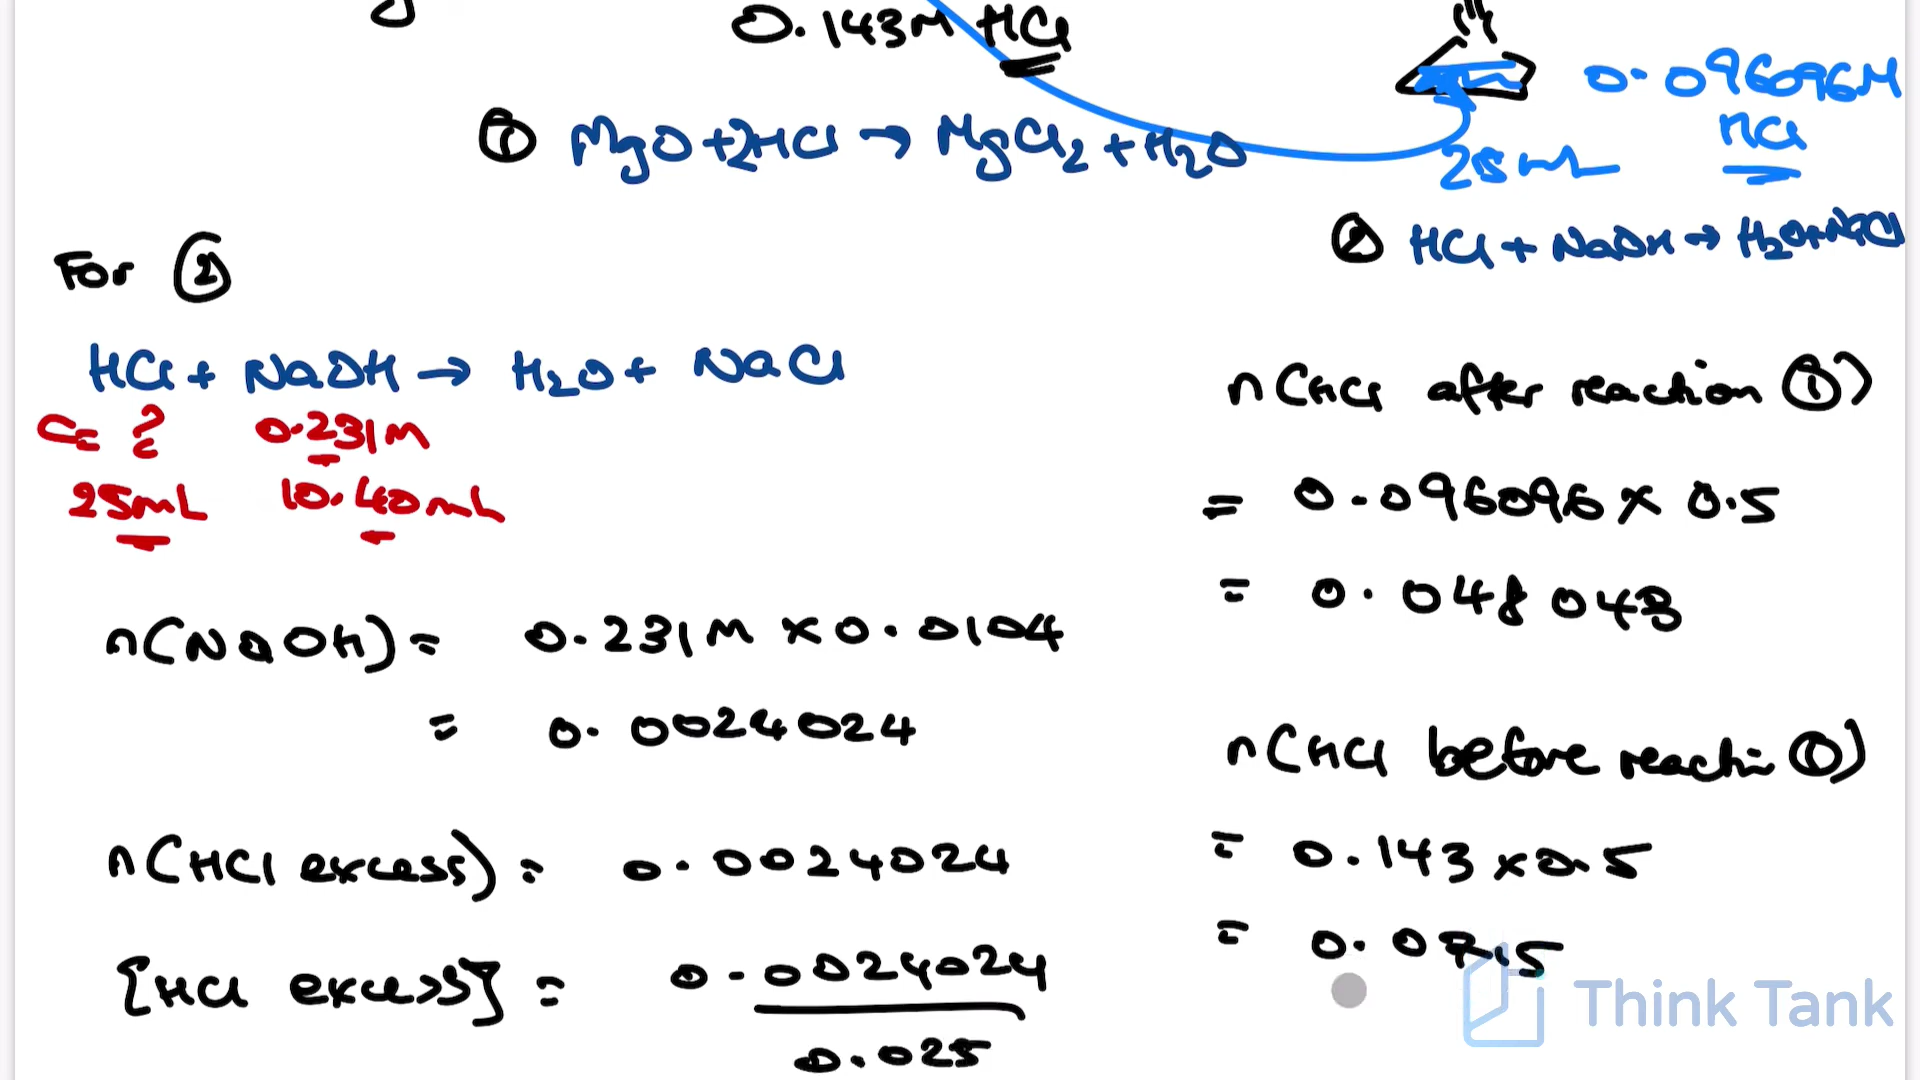 0.143M HCl
0.096096M
HCl
25mL
① MgO + 2HCl → MgCl₂ + H₂O
② HCl + NaOH → H₂O + NaCl
For ②
HCl + NaOH → H₂O + NaCl
C= ? 0.231M
25mL 10.40mL
n(NaOH) = 0.231M × 0.0104
= 0.0024024
n(HCl excess) = 0.0024024
[HCl excess] = 0.0024024
0.025
n(HCl after reaction ①)
= 0.096096 × 0.5
= 0.048048
n(HCl before reactin ①)
= 0.143 × 0.5
= 0.0715
Think Tank